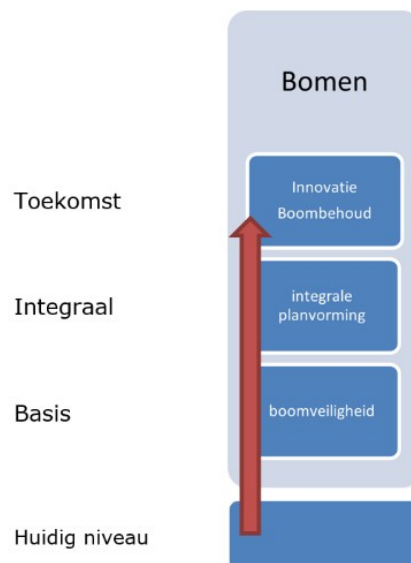 Bomen
Toekomst
Innovatie
Boombehoud
Integraal
integrale
planvorming
Basis
boomveiligheid
Huidig niveau